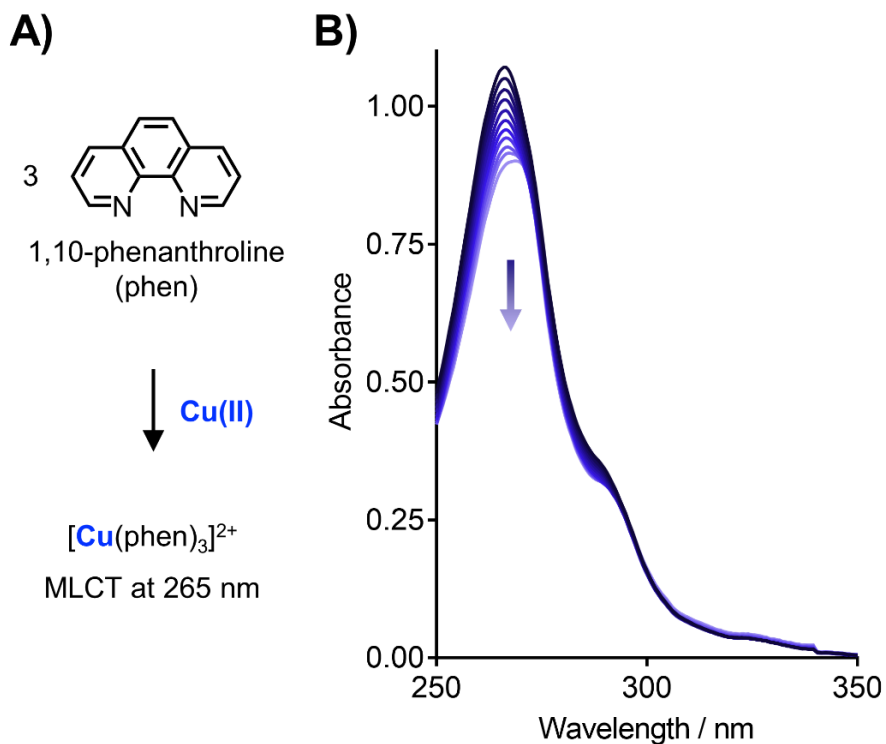 A)
3
N N
1,10-phenanthroline
(phen)
Cu(II)
[Cu(phen)₃]²⁺
MLCT at 265 nm
B)
Absorbance
1.00
0.75
0.50
0.25
0.00
250 300 350
Wavelength / nm